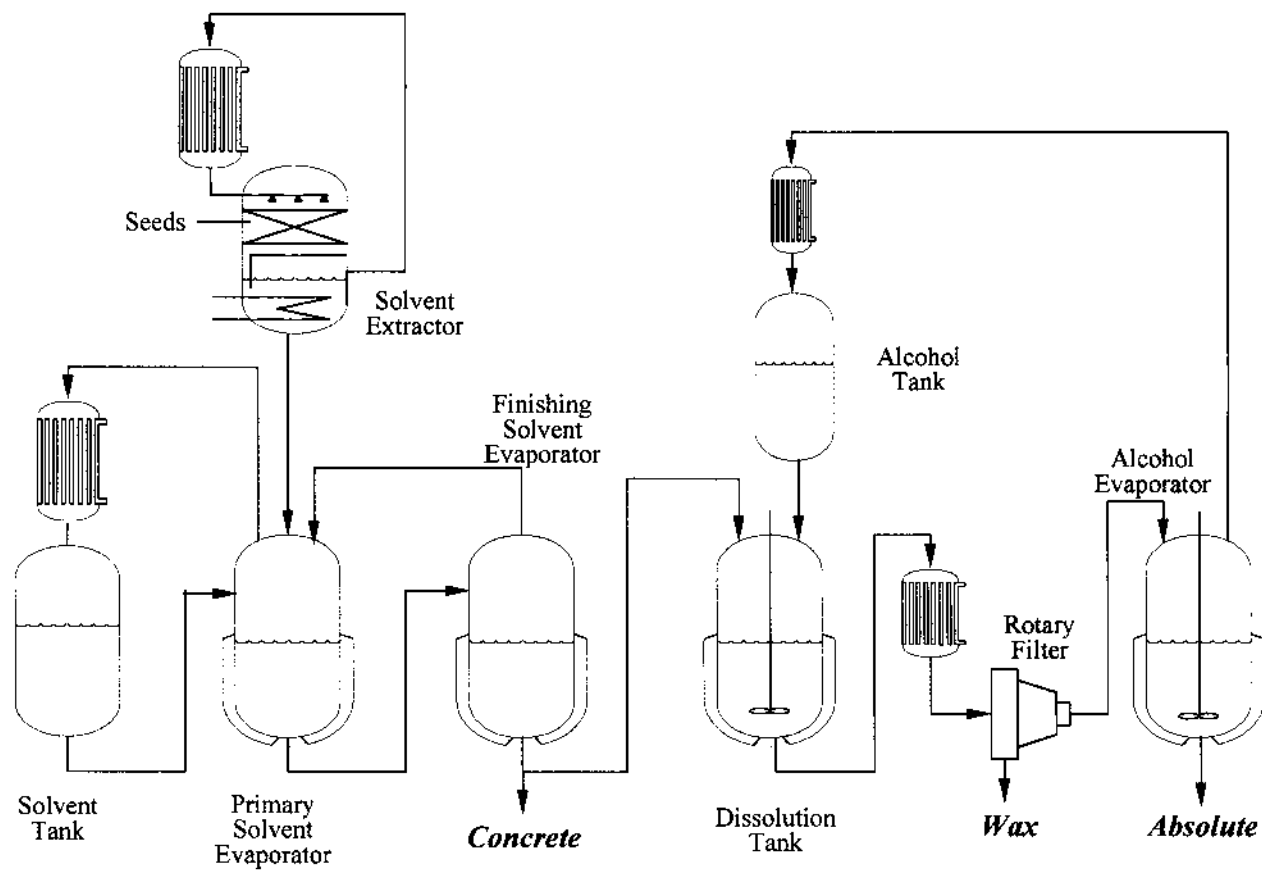 Seeds
Solvent
Extractor
Alcohol
Tank
Finishing
Solvent
Evaporator
Alcohol
Evaporator
Rotary
Filter
Solvent
Tank
Primary
Solvent
Evaporator
Concrete
Dissolution
Tank
Wax
Absolute